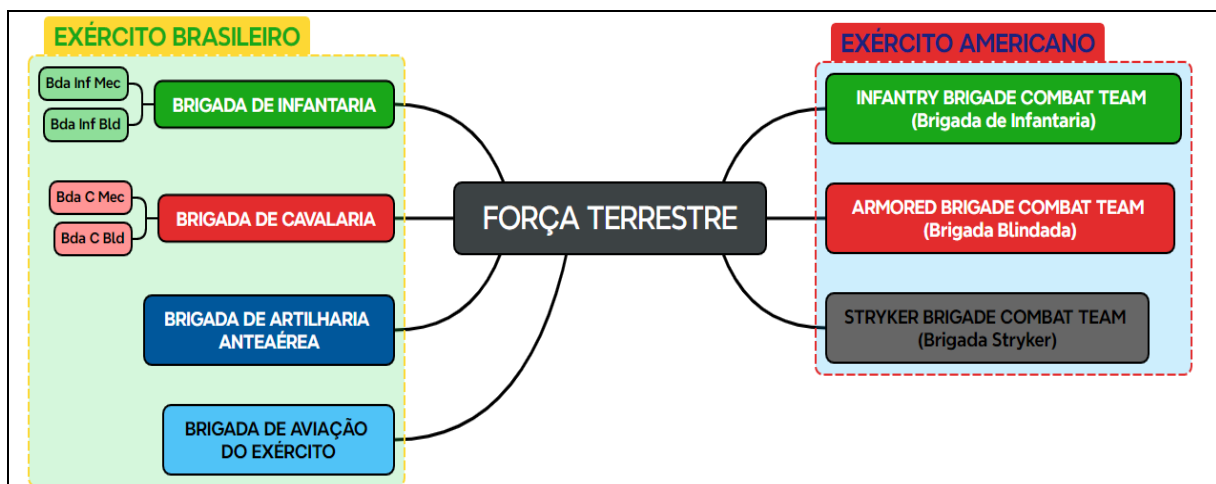 EXÉRCITO BRASILEIRO
Bda Inf Mec
Bda Inf Bld
BRIGADA DE INFANTARIA
Bda C Mec
Bda C Bld
BRIGADA DE CAVALARIA
BRIGADA DE ARTILHARIA
ANTEAÉREA
BRIGADA DE AVIAÇÃO
DO EXÉRCITO
FORÇA TERRESTRE
EXÉRCITO AMERICANO
INFANTRY BRIGADE COMBAT TEAM
(Brigada de Infantaria)
ARMORED BRIGADE COMBAT TEAM
(Brigada Blindada)
STRYKER BRIGADE COMBAT TEAM
(Brigada Stryker)